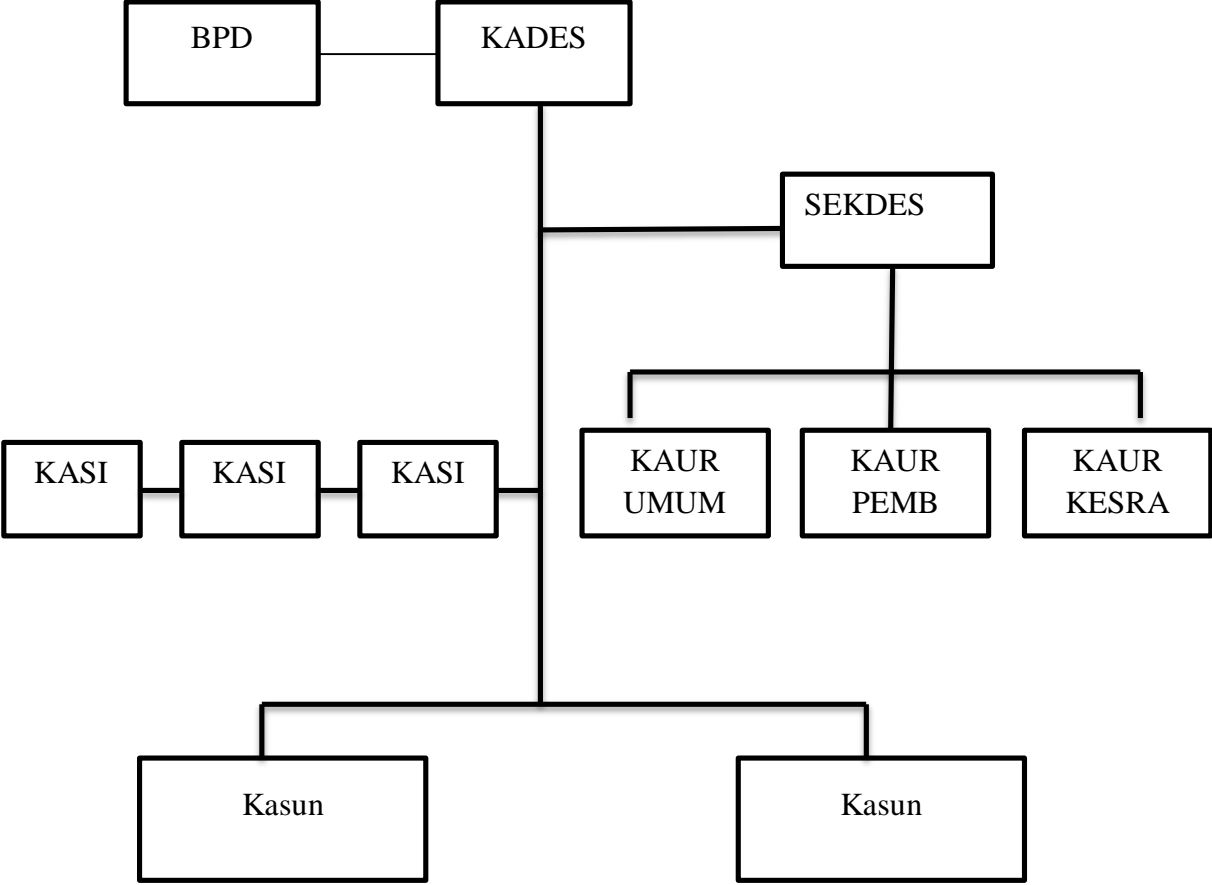 BPD
KADES
SEKDES
KASI
KASI
KASI
KAUR
UMUM
KAUR
PEMB
KAUR
KESRA
Kasun
Kasun